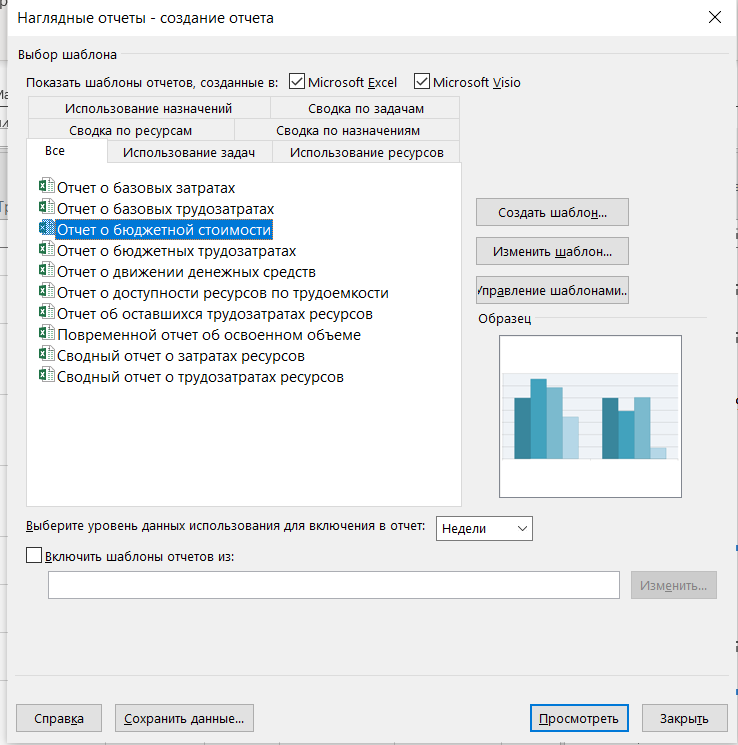 Наглядные отчеты - создание отчета
Выбор шаблона
Показать шаблоны отчетов, созданные в: Microsoft Excel Microsoft Visio
Использование назначений Сводка по задачам
Сводка по ресурсам Сводка по назначениям
Все Использование задач Использование ресурсов
Отчет о базовых затратах
Отчет о базовых трудозатратах
Отчет о бюджетной стоимости
Отчет о бюджетных трудозатратах
Отчет о движении денежных средств
Отчет о доступности ресурсов по трудоемкости
Отчет об оставшихся трудозатратах ресурсов
Повременной отчет об освоенном объеме
Сводный отчет о затратах ресурсов
Сводный отчет о трудозатратах ресурсов
Создать шаблон...
Изменить шаблон...
Управление шаблонами..
Образец
Выберите уровень данных использования для включения в отчет: Недели
Включить шаблоны отчетов из:
Изменить...
Справка Сохранить данные... Просмотреть Закрыть